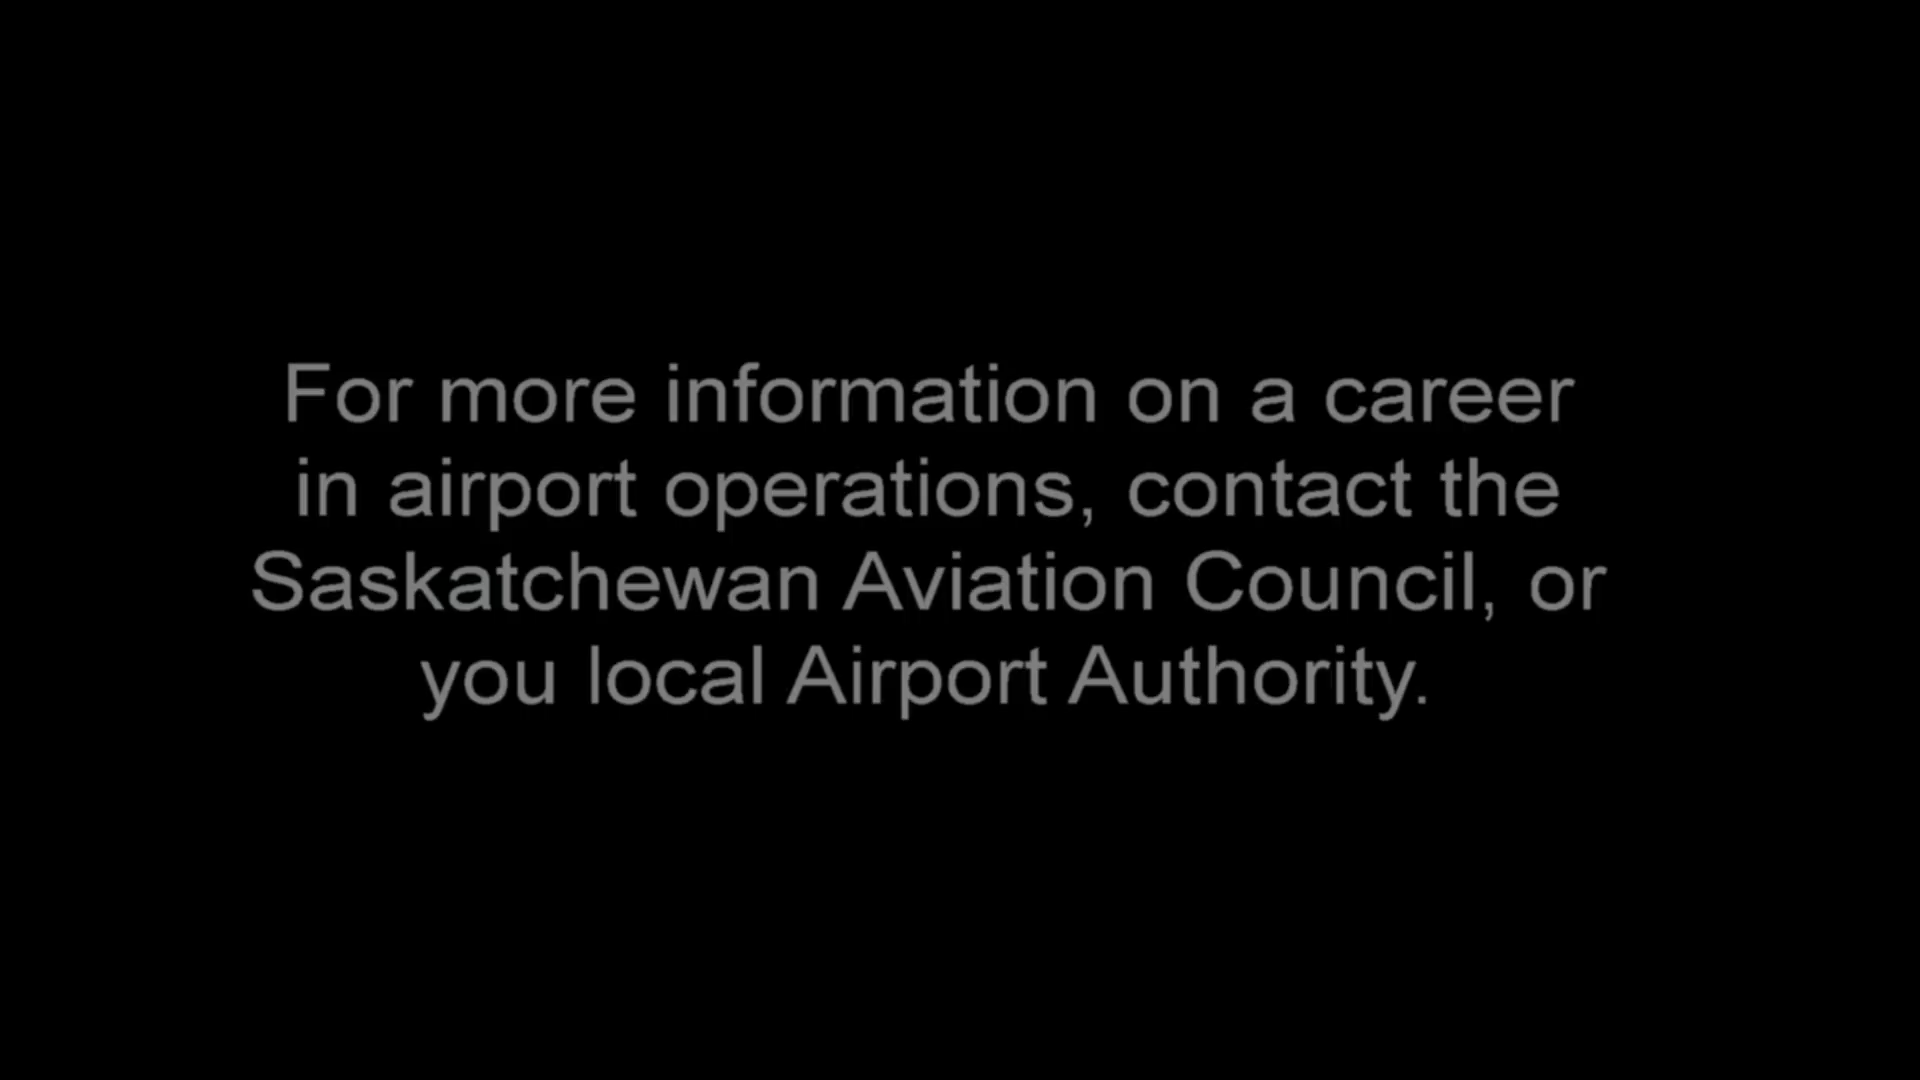 For more information on a career
in airport operations, contact the
Saskatchewan Aviation Council, or
you local Airport Authority.